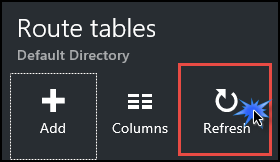 Route tables
Default Directory
Add
Columns
Refresh